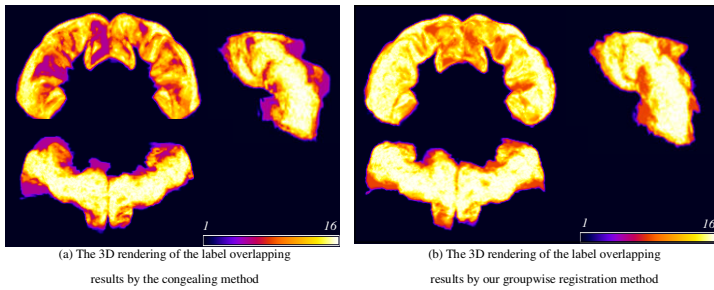 1 16
1 16
(a) The 3D rendering of the label overlapping
results by the congealing method
(b) The 3D rendering of the label overlapping
results by our groupwise registration method